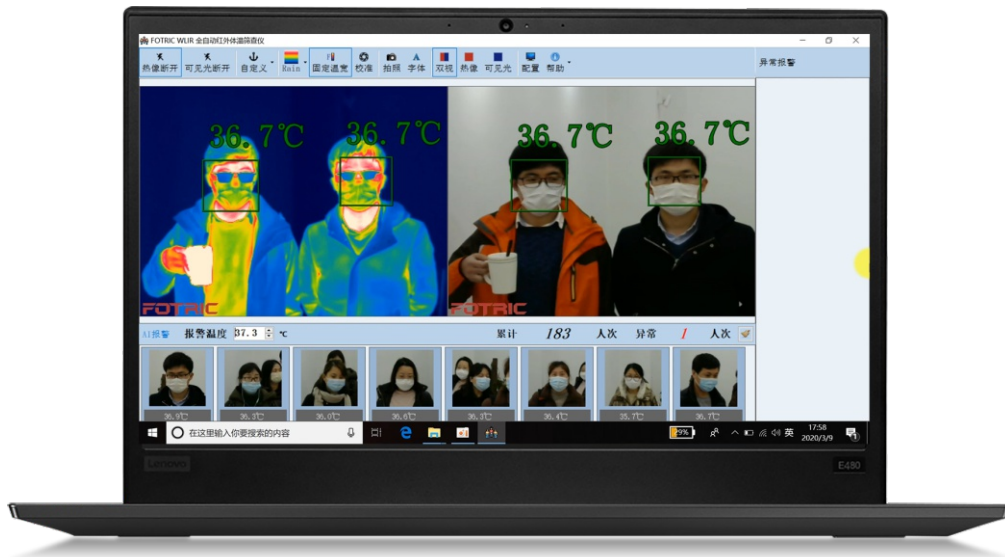 FOTRIC WLIR 全自动红外体温筛查仪
热像断开 可见光断开 自定义 Rain 固定温宽 校准 拍照 字体 双视 热像 可见光 配置 帮助
异常报警
36.7℃ 36.7℃ 36.7℃ 36.7℃
FOTRIC FOTRIC
AI报警 报警温度 37.3 ℃ 累计 183 人次 异常 1 人次
36.9℃ 36.3℃ 36.0℃ 36.6℃ 36.3℃ 36.4℃ 35.7℃ 36.7℃
在这里输入你要搜索的内容
英 17:58
2020/3/9
Lenovo
E480